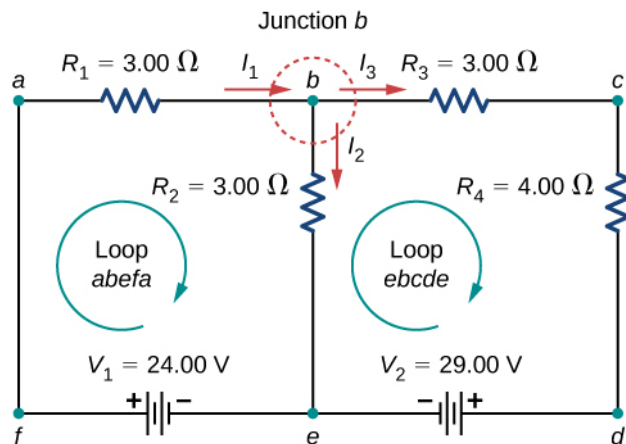 Junction b
a
R1 = 3.00 Ω
I1
b
I3
R3 = 3.00 Ω
c
I2
R2 = 3.00 Ω
R4 = 4.00 Ω
Loop
abefa
Loop
ebcde
V1 = 24.00 V
V2 = 29.00 V
+ −
− +
f
e
d